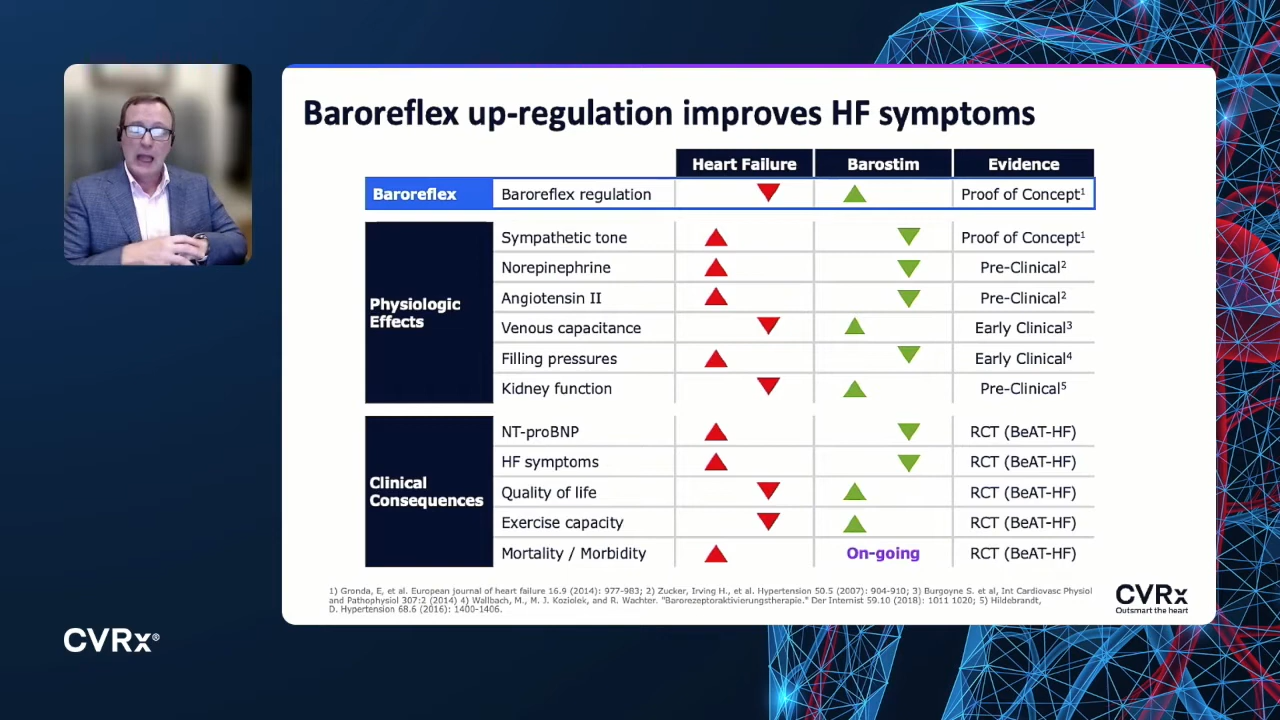 Baroreflex up-regulation improves HF symptoms
Heart Failure Barostim Evidence
Baroreflex Baroreflex regulation Proof of Concept¹
Physiologic Effects
Sympathetic tone Proof of Concept¹
Norepinephrine Pre-Clinical²
Angiotensin II Pre-Clinical²
Venous capacitance Early Clinical³
Filling pressures Early Clinical⁴
Kidney function Pre-Clinical⁵
Clinical Consequences
NT-proBNP RCT (BeAT-HF)
HF symptoms RCT (BeAT-HF)
Quality of life RCT (BeAT-HF)
Exercise capacity RCT (BeAT-HF)
Mortality / Morbidity On-going RCT (BeAT-HF)
1) Gronda, E, et al. European journal of heart failure 16.9 (2014): 977-983; 2) Zucker, Irving H., et al. Hypertension 50.5 (2007): 904-910; 3) Burgoyne S. et al, Int Cardiovasc Physiol
and Pathophysiol 307:2 (2014) 4) Wallbach, M., M. J. Koziolek, and R. Wachter. "Barorezeptoraktivierungstherapie." Der Internist 59.10 (2018): 1011 1020; 5) Hildebrandt,
D. Hypertension 68.6 (2016): 1400-1406.
CVRx
Outsmart the heart
CVRx®